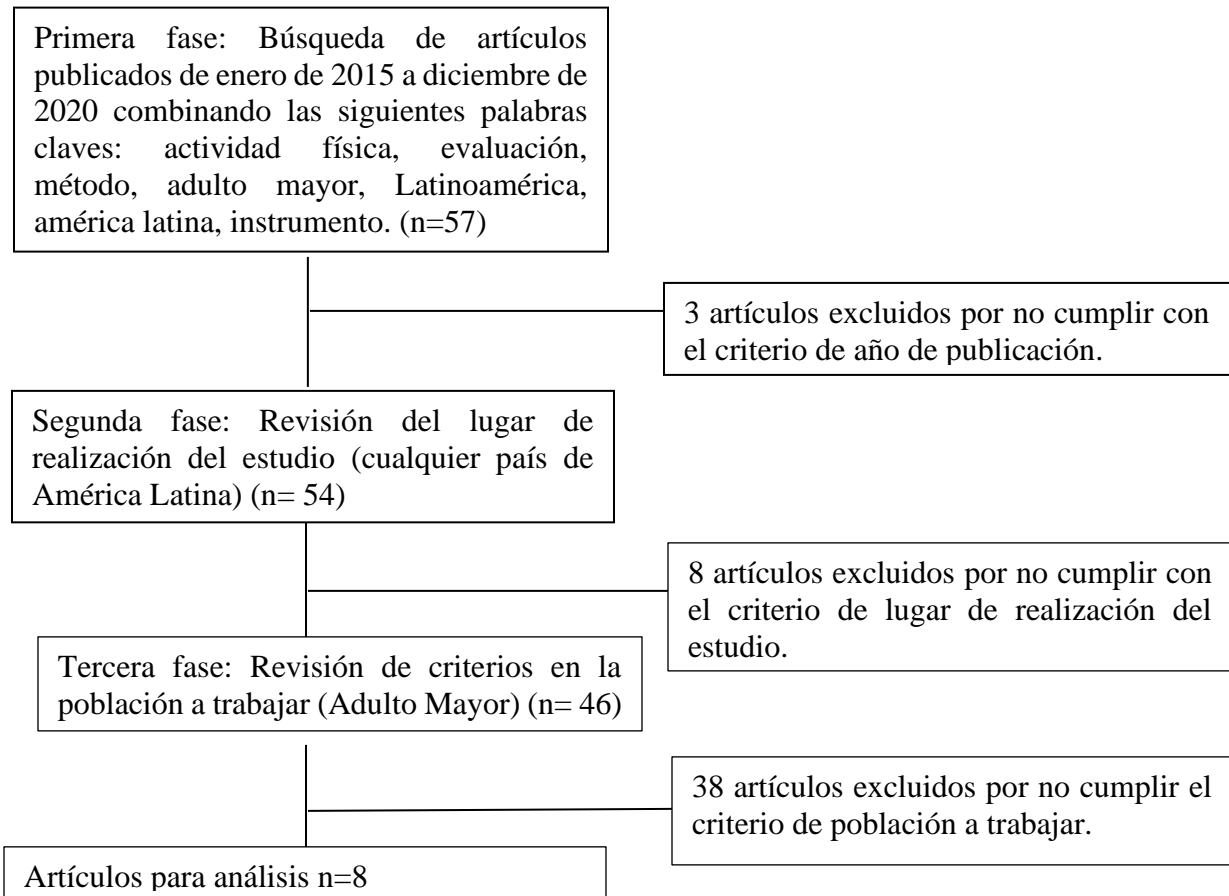 Primera fase: Búsqueda de artículos
publicados de enero de 2015 a diciembre de
2020 combinando las siguientes palabras
claves: actividad física, evaluación,
método, adulto mayor, Latinoamérica,
américa latina, instrumento. (n=57)
3 artículos excluidos por no cumplir con
el criterio de año de publicación.
Segunda fase: Revisión del lugar de
realización del estudio (cualquier país de
América Latina) (n= 54)
8 artículos excluidos por no cumplir con
el criterio de lugar de realización del
estudio.
Tercera fase: Revisión de criterios en la
población a trabajar (Adulto Mayor) (n= 46)
38 artículos excluidos por no cumplir el
criterio de población a trabajar.
Artículos para análisis n=8